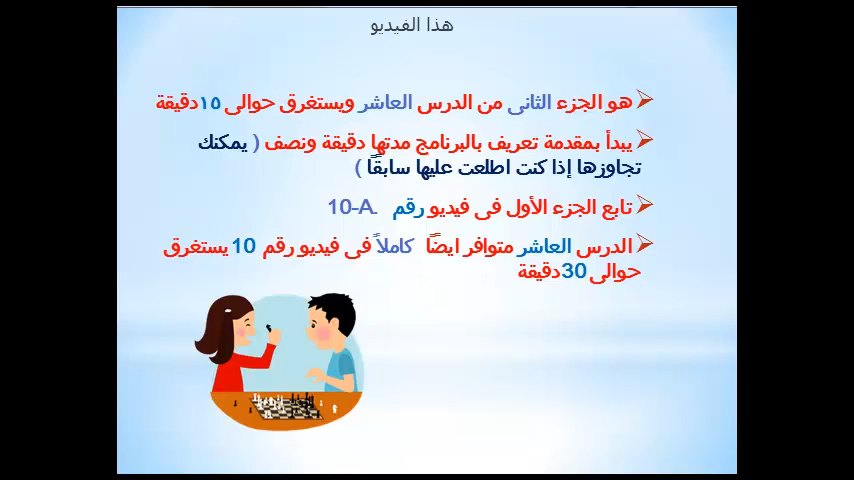 هذا الفيديو
هو الجزء الثانى من الدرس العاشر ويستغرق حوالى ١٥دقيقة
يبدأ بمقدمة تعريف بالبرنامج مدتها دقيقة ونصف ( يمكنك
تجاوزها إذا كنت اطلعت عليها سابقًا )
تابع الجزء الأول فى فيديو رقم 10-A.
الدرس العاشر متوافر ايضًا كاملاً فى فيديو رقم 10 يستغرق
حوالى 30دقيقة